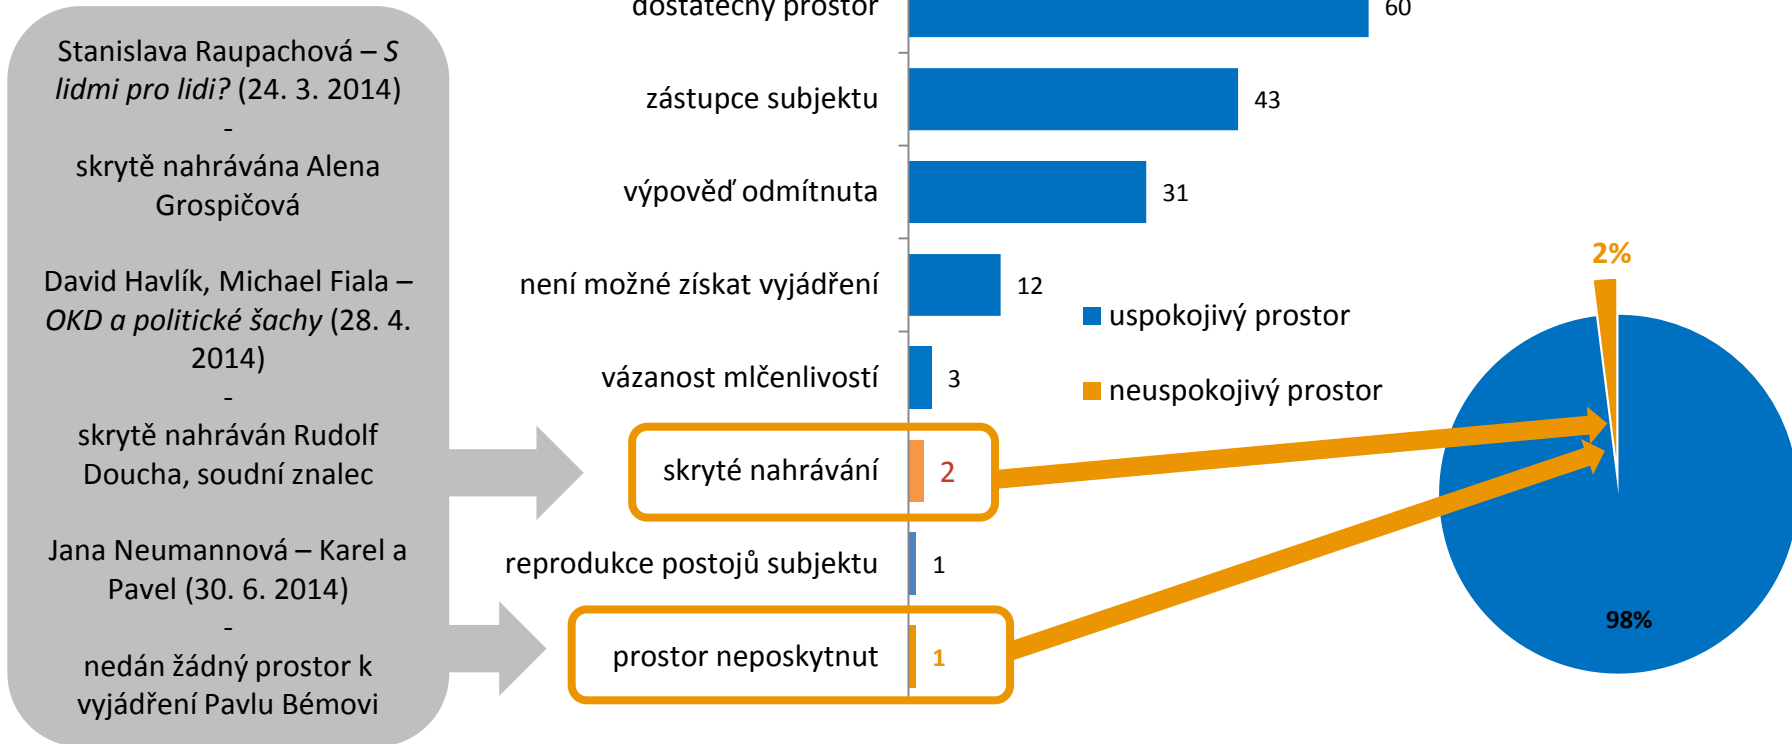 Stanislava Raupachová – S
lidmi pro lidi? (24. 3. 2014)
-
skrytě nahrávána Alena
Grospičová
David Havlík, Michael Fiala –
OKD a politické šachy (28. 4.
2014)
-
skrytě nahráván Rudolf
Doucha, soudní znalec
Jana Neumannová – Karel a
Pavel (30. 6. 2014)
-
nedán žádný prostor k
vyjádření Pavlu Bémovi
dostatečný prostor 60
zástupce subjektu 43
výpověď odmítnuta 31
není možné získat vyjádření 12
vázanost mlčenlivostí 3
skryté nahrávání 2
reprodukce postojů subjektu 1
prostor neposkytnut 1
uspokojivý prostor
neuspokojivý prostor
2%
98%